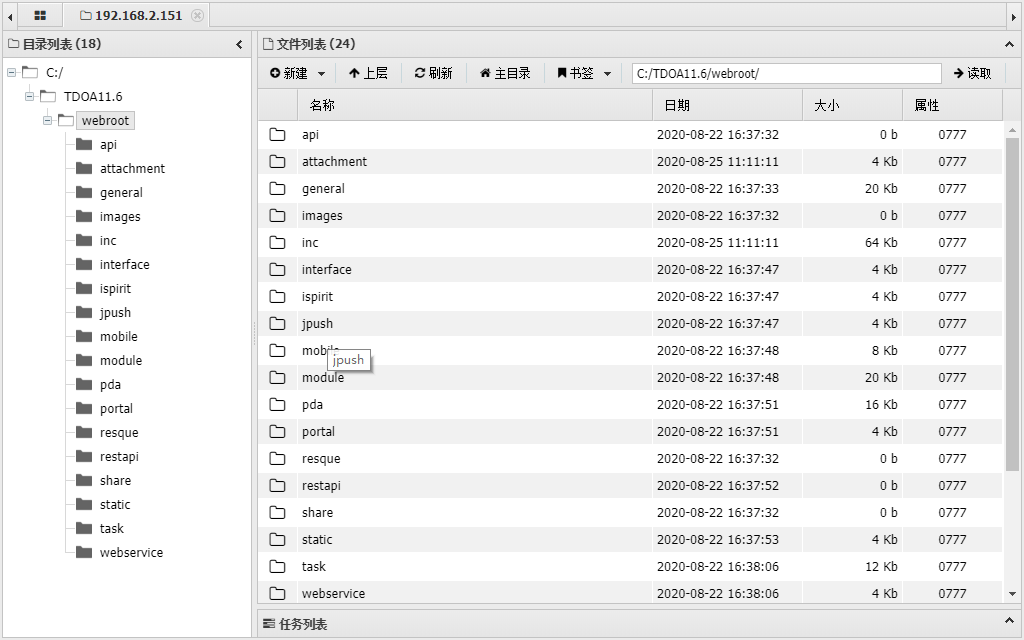 192.168.2.151
目录列表 (18)
C:/
TDOA11.6
webroot
api
attachment
general
images
inc
interface
ispirit
jpush
mobile
module
pda
portal
resque
restapi
share
static
task
webservice
文件列表 (24)
新建 上层 刷新 主目录 书签 C:/TDOA11.6/webroot/ 读取
名称 日期 大小 属性
api 2020-08-22 16:37:32 0 b 0777
attachment 2020-08-25 11:11:11 4 Kb 0777
general 2020-08-22 16:37:33 20 Kb 0777
images 2020-08-22 16:37:32 0 b 0777
inc 2020-08-25 11:11:11 64 Kb 0777
interface 2020-08-22 16:37:47 4 Kb 0777
ispirit 2020-08-22 16:37:47 4 Kb 0777
jpush 2020-08-22 16:37:47 4 Kb 0777
mobile 2020-08-22 16:37:48 8 Kb 0777
jpush
module 2020-08-22 16:37:48 20 Kb 0777
pda 2020-08-22 16:37:51 16 Kb 0777
portal 2020-08-22 16:37:51 4 Kb 0777
resque 2020-08-22 16:37:32 0 b 0777
restapi 2020-08-22 16:37:52 0 b 0777
share 2020-08-22 16:37:32 0 b 0777
static 2020-08-22 16:37:53 4 Kb 0777
task 2020-08-22 16:38:06 12 Kb 0777
webservice 2020-08-22 16:38:06 4 Kb 0777
任务列表